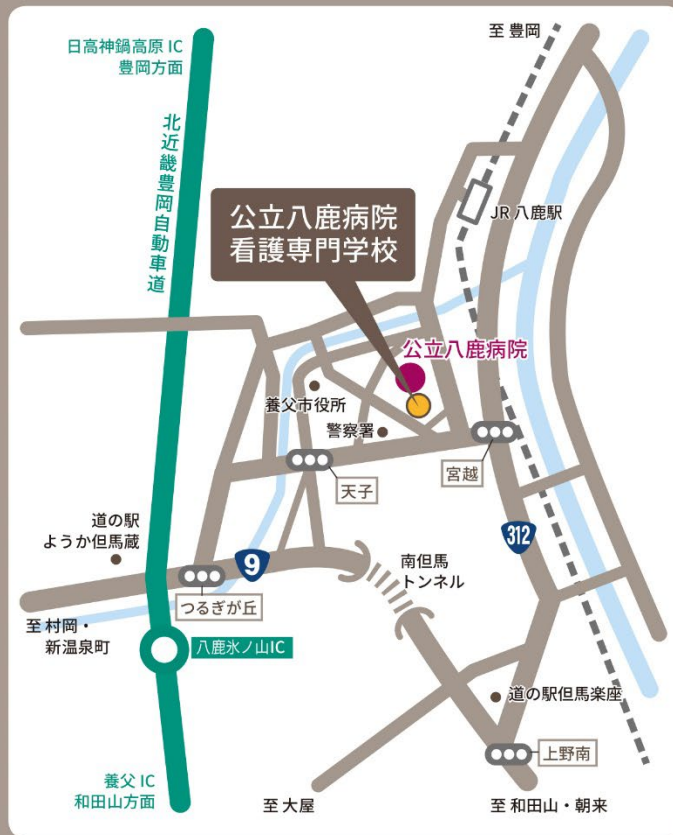 日高神鍋高原 IC
豊岡方面
至 豊岡
北近畿豊岡自動車道
公立八鹿病院
看護専門学校
JR 八鹿駅
公立八鹿病院
養父市役所
警察署
宮越
天子
道の駅
ようか但馬蔵
9
312
南但馬
トンネル
つるぎが丘
至 村岡・
新温泉町
八鹿氷ノ山IC
道の駅但馬楽座
上野南
養父 IC
和田山方面
至 大屋
至 和田山・朝来